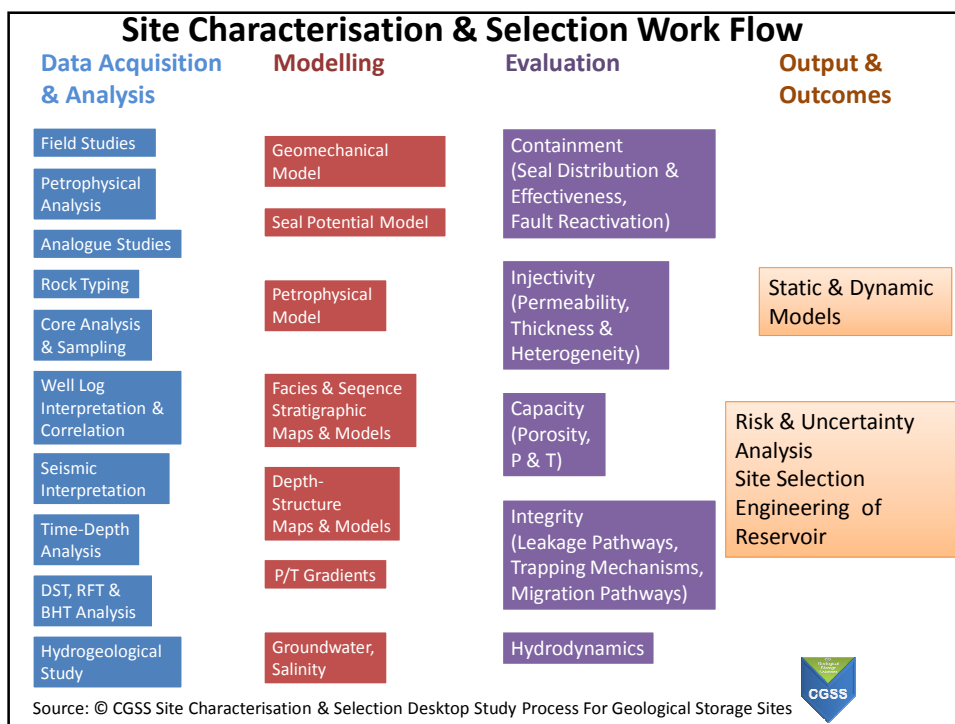 Site Characterisation & Selection Work Flow
Data Acquisition
& Analysis
Field Studies
Petrophysical
Analysis
Analogue Studies
Rock Typing
Core Analysis
& Sampling
Well Log
Interpretation &
Correlation
Seismic
Interpretation
Time-Depth
Analysis
DST, RFT &
BHT Analysis
Hydrogeological
Study
Modelling
Geomechanical
Model
Seal Potential Model
Petrophysical
Model
Facies & Seqence
Stratigraphic
Maps & Models
Depth-
Structure
Maps & Models
P/T Gradients
Groundwater,
Salinity
Evaluation
Containment
(Seal Distribution &
Effectiveness,
Fault Reactivation)
Injectivity
(Permeability,
Thickness &
Heterogeneity)
Capacity
(Porosity,
P & T)
Integrity
(Leakage Pathways,
Trapping Mechanisms,
Migration Pathways)
Hydrodynamics
Output &
Outcomes
Static & Dynamic
Models
Risk & Uncertainty
Analysis
Site Selection
Engineering of
Reservoir
Geological
Storage
CGSS
Source: © CGSS Site Characterisation & Selection Desktop Study Process For Geological Storage Sites